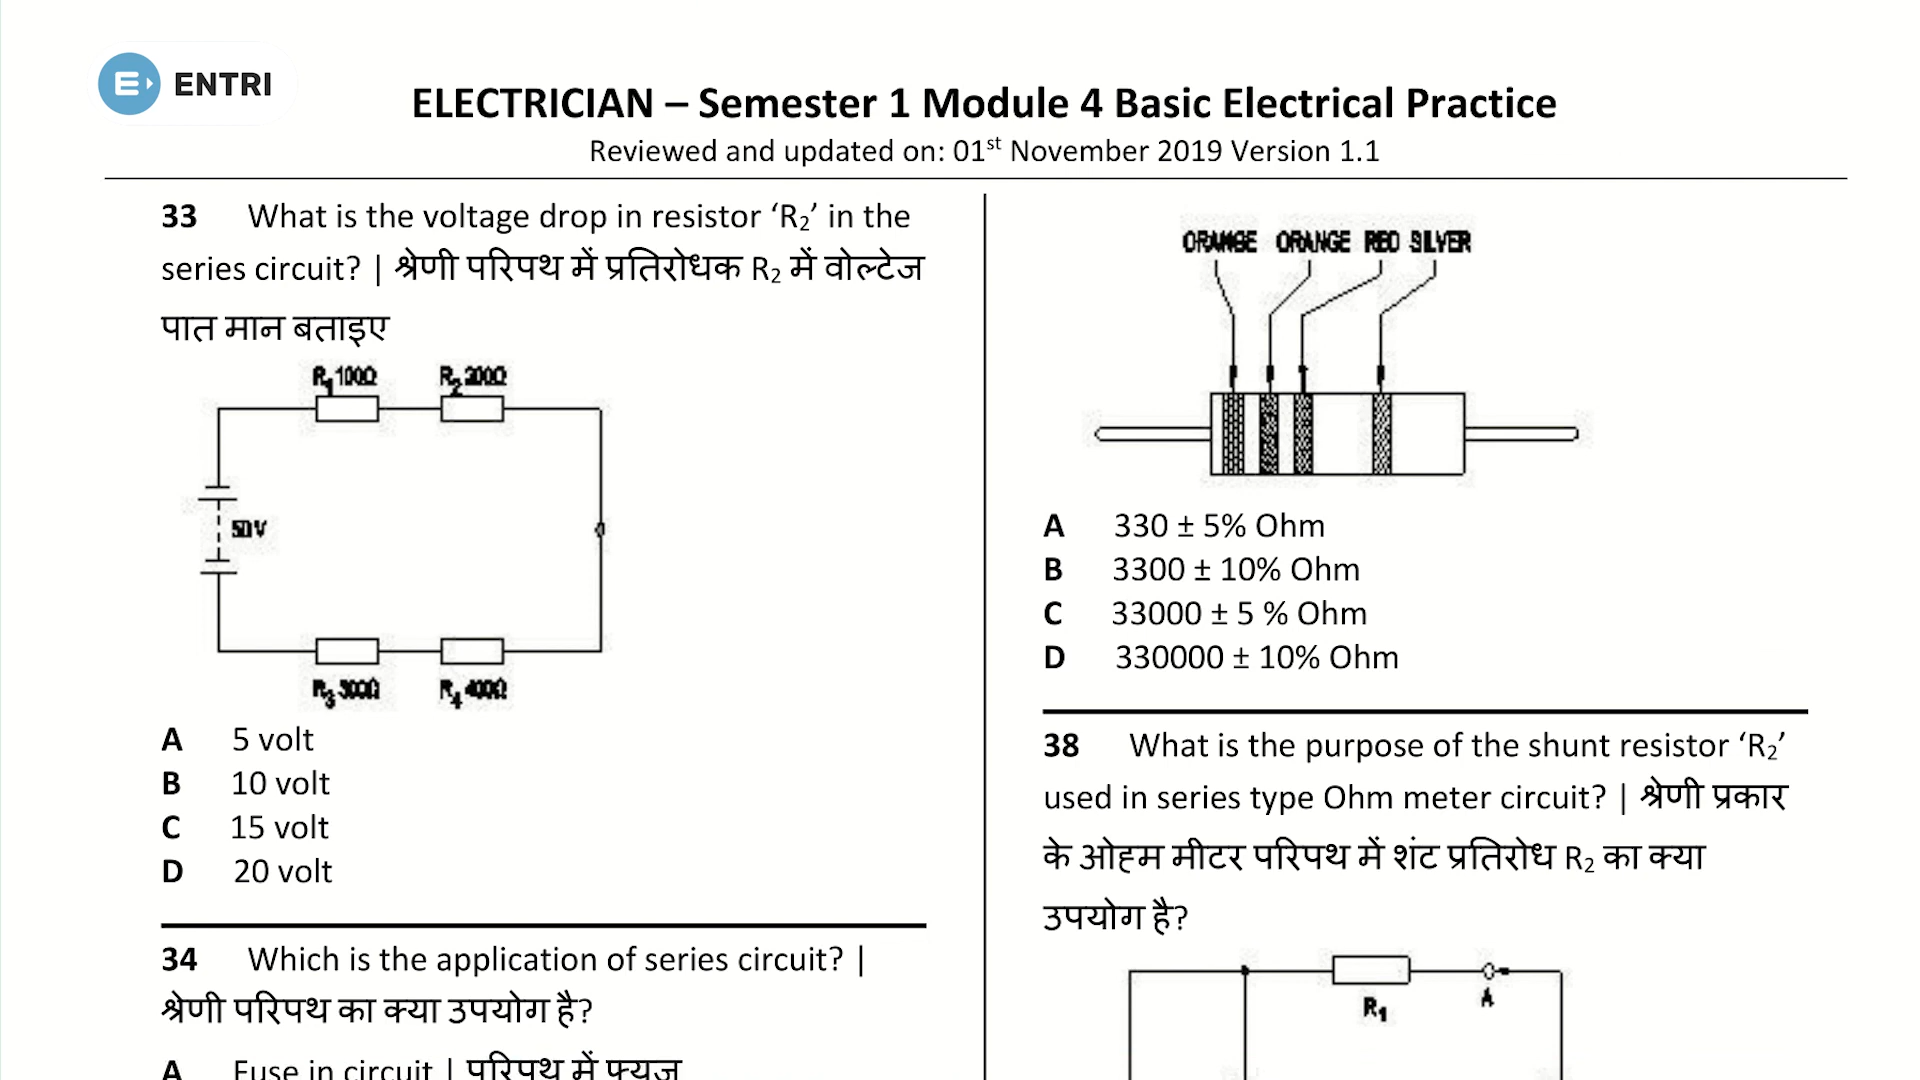 ENTRI
ELECTRICIAN – Semester 1 Module 4 Basic Electrical Practice
Reviewed and updated on: 01st November 2019 Version 1.1
33 What is the voltage drop in resistor ‘R2’ in the
series circuit? | श्रेणी परिपथ में प्रतिरोधक R2 में वोल्टेज
पात मान बताइए
R1 100Ω R2 200Ω
50V
R3 300Ω R4 400Ω
A 5 volt
B 10 volt
C 15 volt
D 20 volt
34 Which is the application of series circuit? |
श्रेणी परिपथ का क्या उपयोग है?
A Fuse in circuit | परिपथ में फ्यूज
ORANGE ORANGE RED SILVER
A 330 ± 5% Ohm
B 3300 ± 10% Ohm
C 33000 ± 5 % Ohm
D 330000 ± 10% Ohm
38 What is the purpose of the shunt resistor ‘R2’
used in series type Ohm meter circuit? | श्रेणी प्रकार
के ओह्म मीटर परिपथ में शंट प्रतिरोध R2 का क्या
उपयोग है?
R1
A